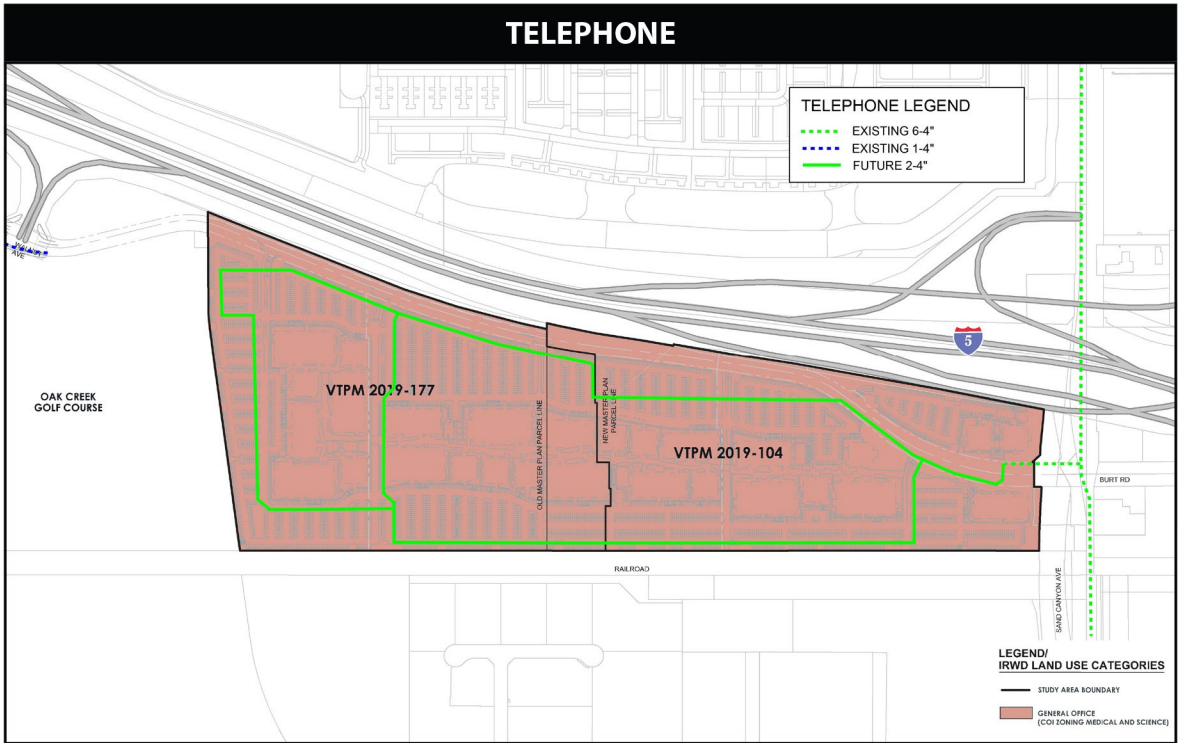 TELEPHONE
TELEPHONE LEGEND
EXISTING 6-4"
EXISTING 1-4"
FUTURE 2-4"
5
AVE
OAK CREEK
GOLF COURSE
VTPM 2019-177
OLD MASTER PLAN PARCEL LINE
NEW MASTER PLAN
PARCEL LINE
VTPM 2019-104
BURT RD
RAILROAD
SAND CANYON AVE
LEGEND/
IRWD LAND USE CATEGORIES
STUDY AREA BOUNDARY
GENERAL OFFICE
(COI ZONING MEDICAL AND SCIENCE)